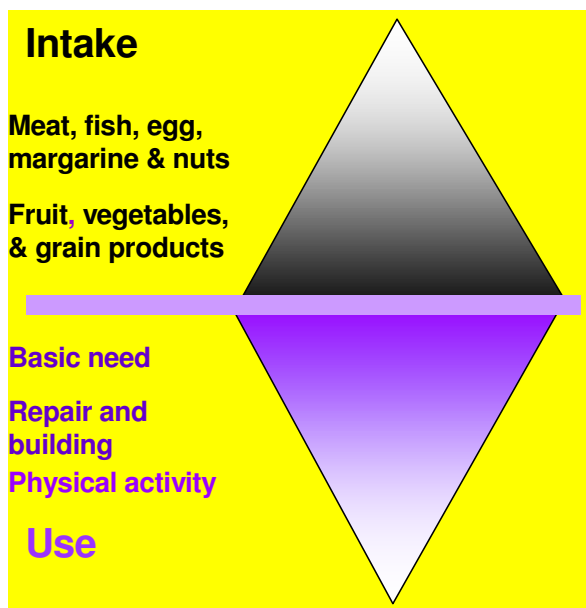 Intake
Meat, fish, egg,
margarine & nuts
Fruit, vegetables,
& grain products
Basic need
Repair and
building
Physical activity
Use